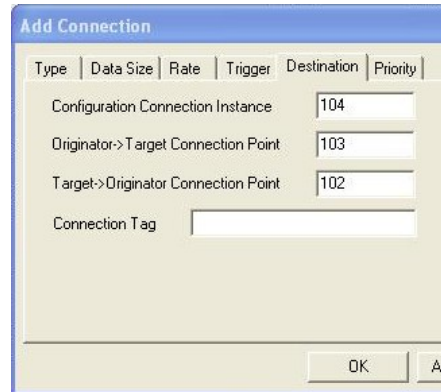 Add Connection
Type Data Size Rate Trigger Destination Priority
Configuration Connection Instance 104
Originator->Target Connection Point 103
Target->Originator Connection Point 102
Connection Tag
OK A